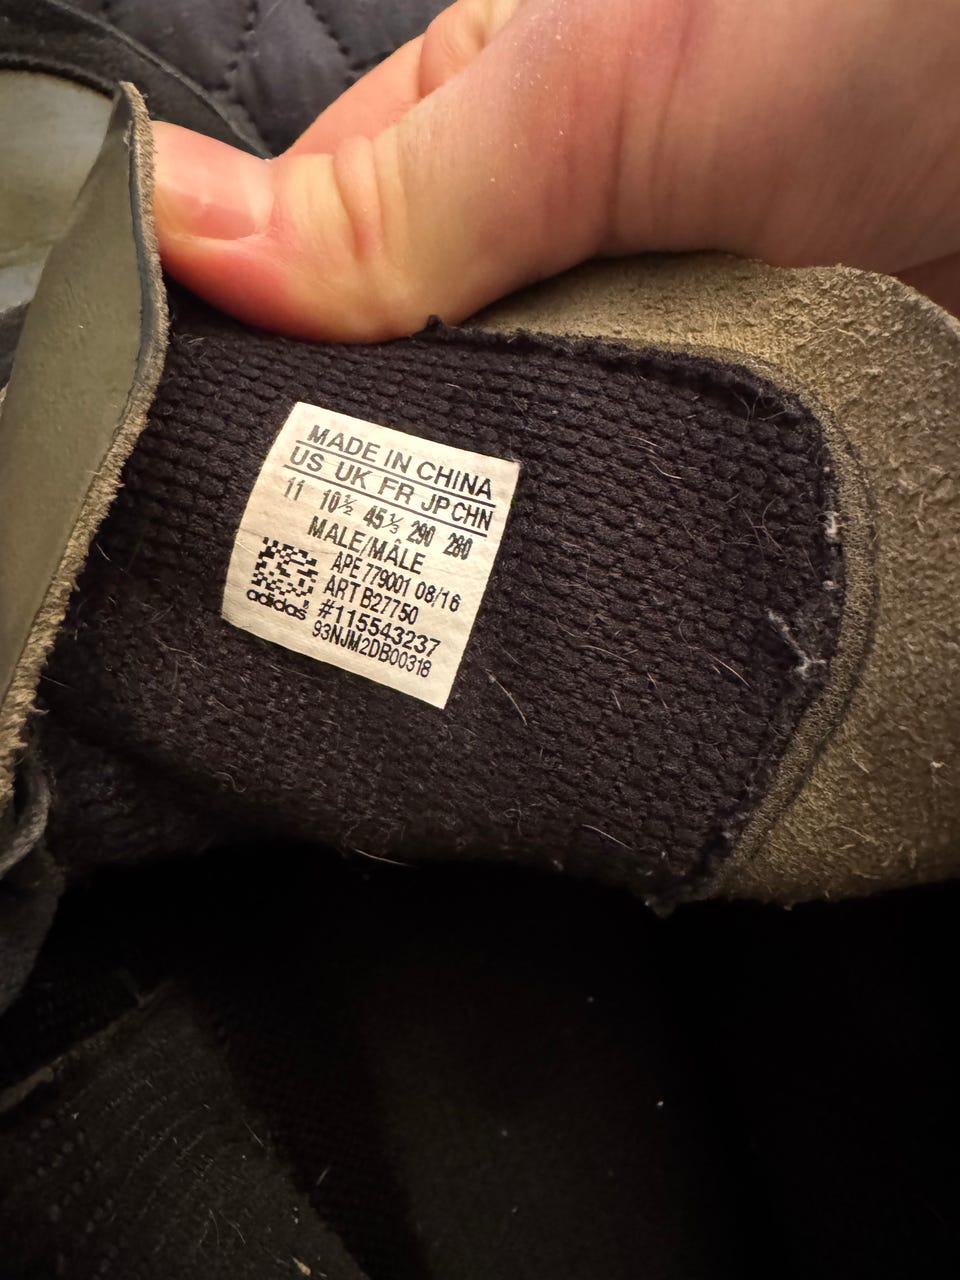 MADE IN CHINA
US UK FR JP CHN
11 10½ 45⅓ 290 280
MALE/MÂLE
APE 779001 08/16
ART B27750
#115543237
93NJM2DB00318
adidas